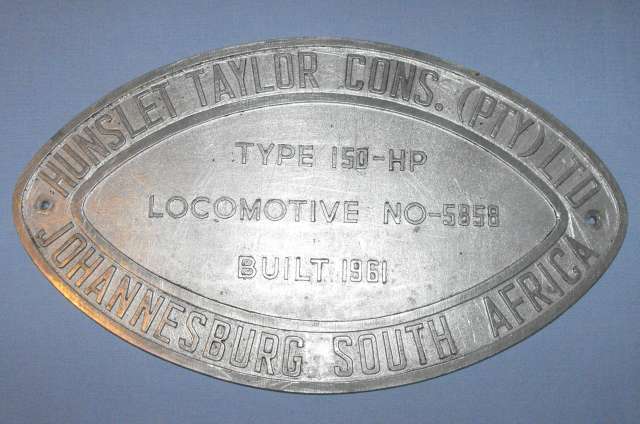 HUNSLET TAYLOR CONS. (PTY) LTD
TYPE 150-HP
LOCOMOTIVE NO-5858
BUILT 1961
JOHANNESBURG SOUTH AFRICA